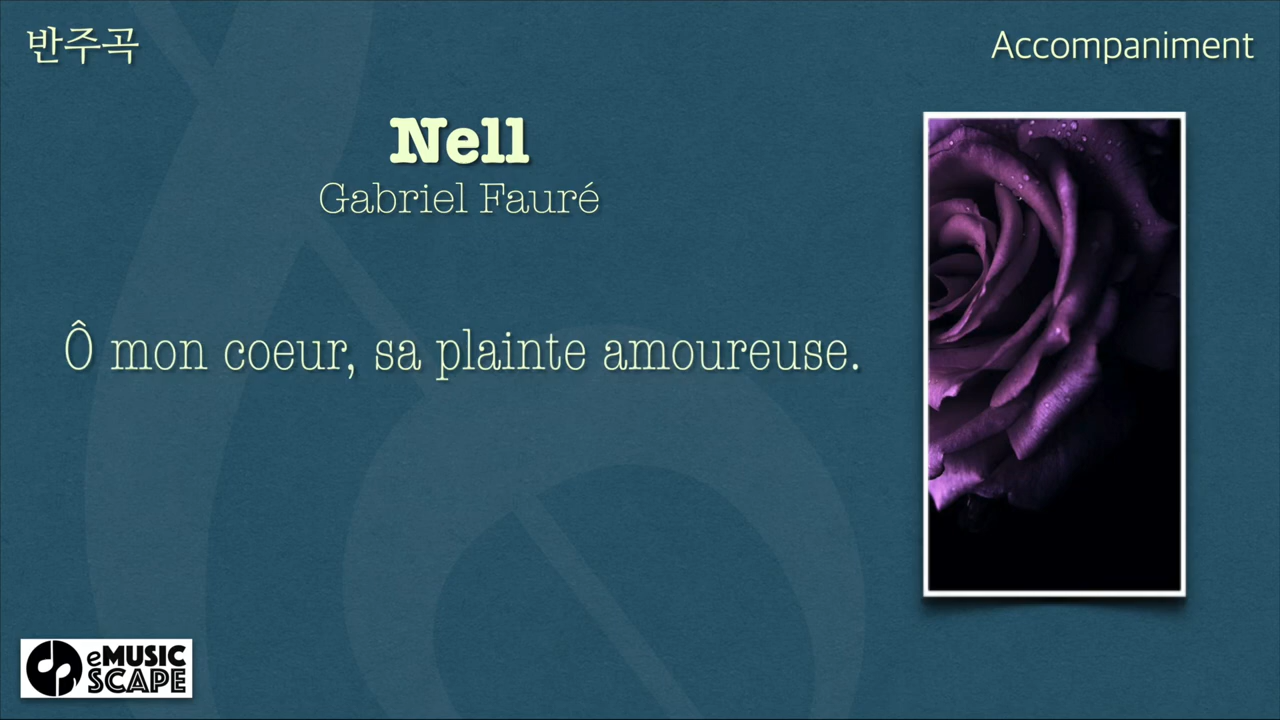 반주곡
Accompaniment
Nell
Gabriel Fauré
Ô mon coeur, sa plainte amoureuse.
eMUSIC
SCAPE